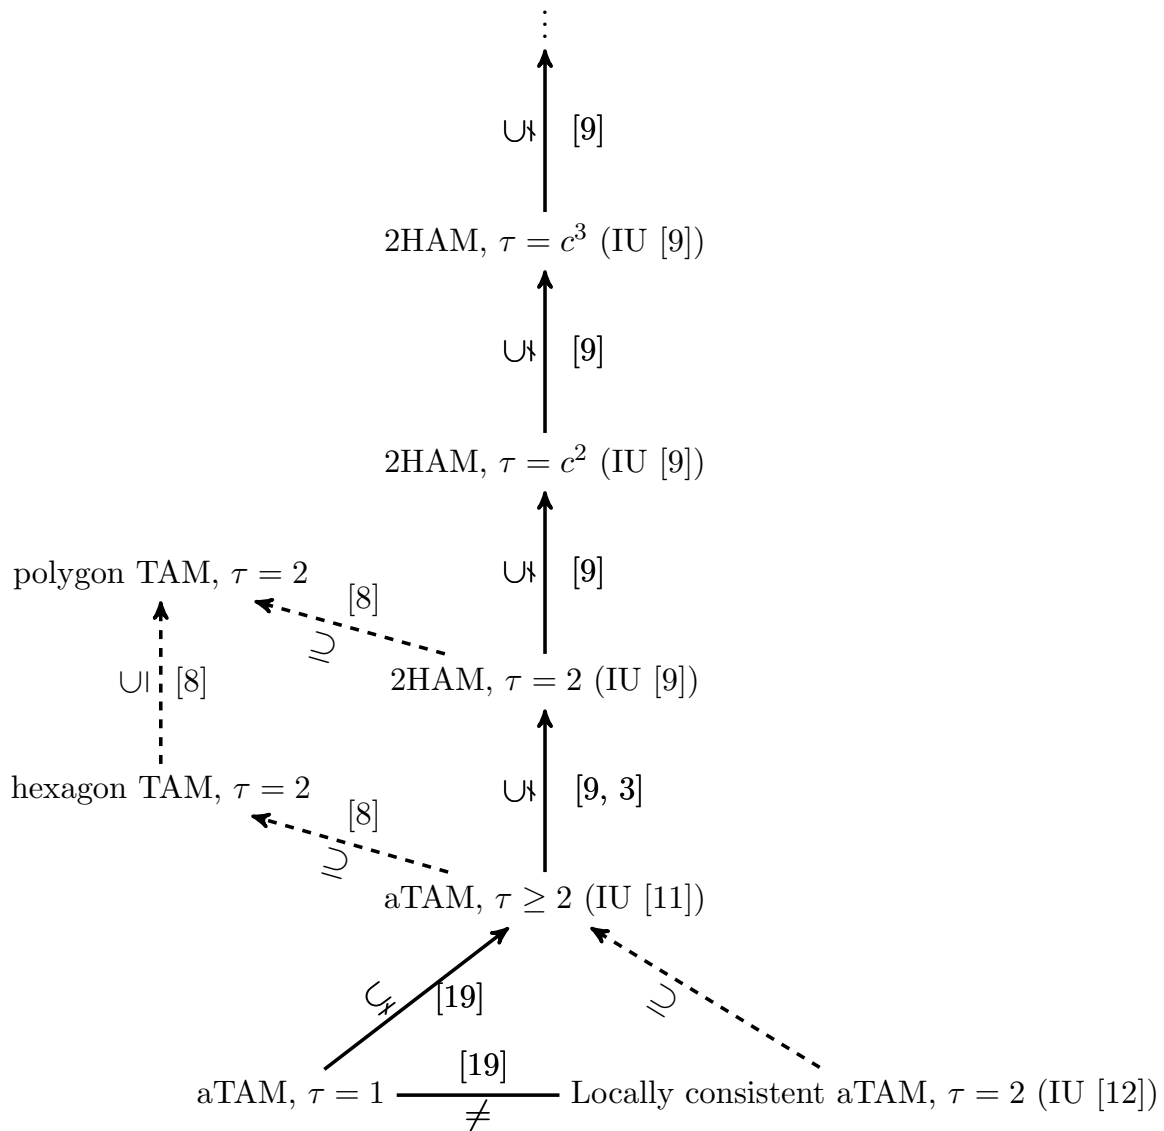 ⋮
⊊ [9]
2HAM, τ = c³ (IU [9])
⊊ [9]
2HAM, τ = c² (IU [9])
⊊ [9]
polygon TAM, τ = 2
[8]
⊆
⊆ [8]
2HAM, τ = 2 (IU [9])
hexagon TAM, τ = 2
[8]
⊆
⊊ [9, 3]
aTAM, τ ≥ 2 (IU [11])
⊊ [19]
⊆
[19]
aTAM, τ = 1
≠
Locally consistent aTAM, τ = 2 (IU [12])